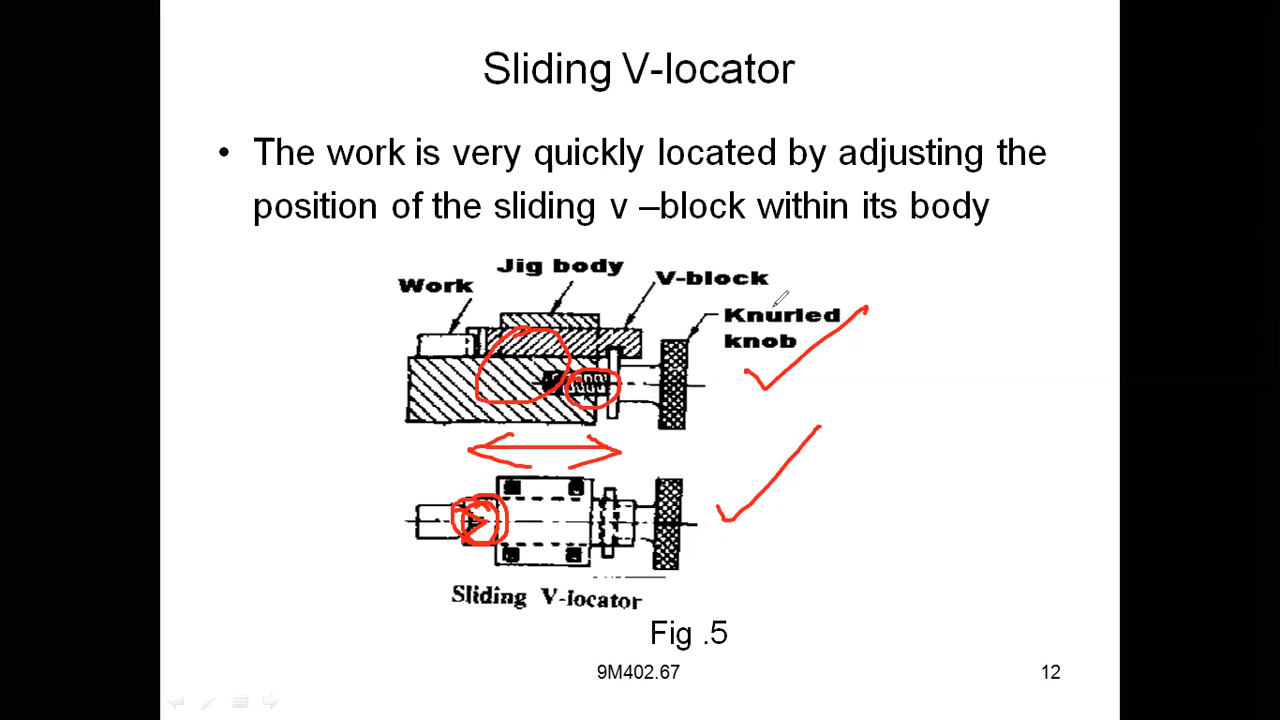 Sliding V-locator
• The work is very quickly located by adjusting the
position of the sliding v –block within its body
Jig body
Work
V-block
Knurled
knob
Sliding V-locator
Fig .5
9M402.67
12